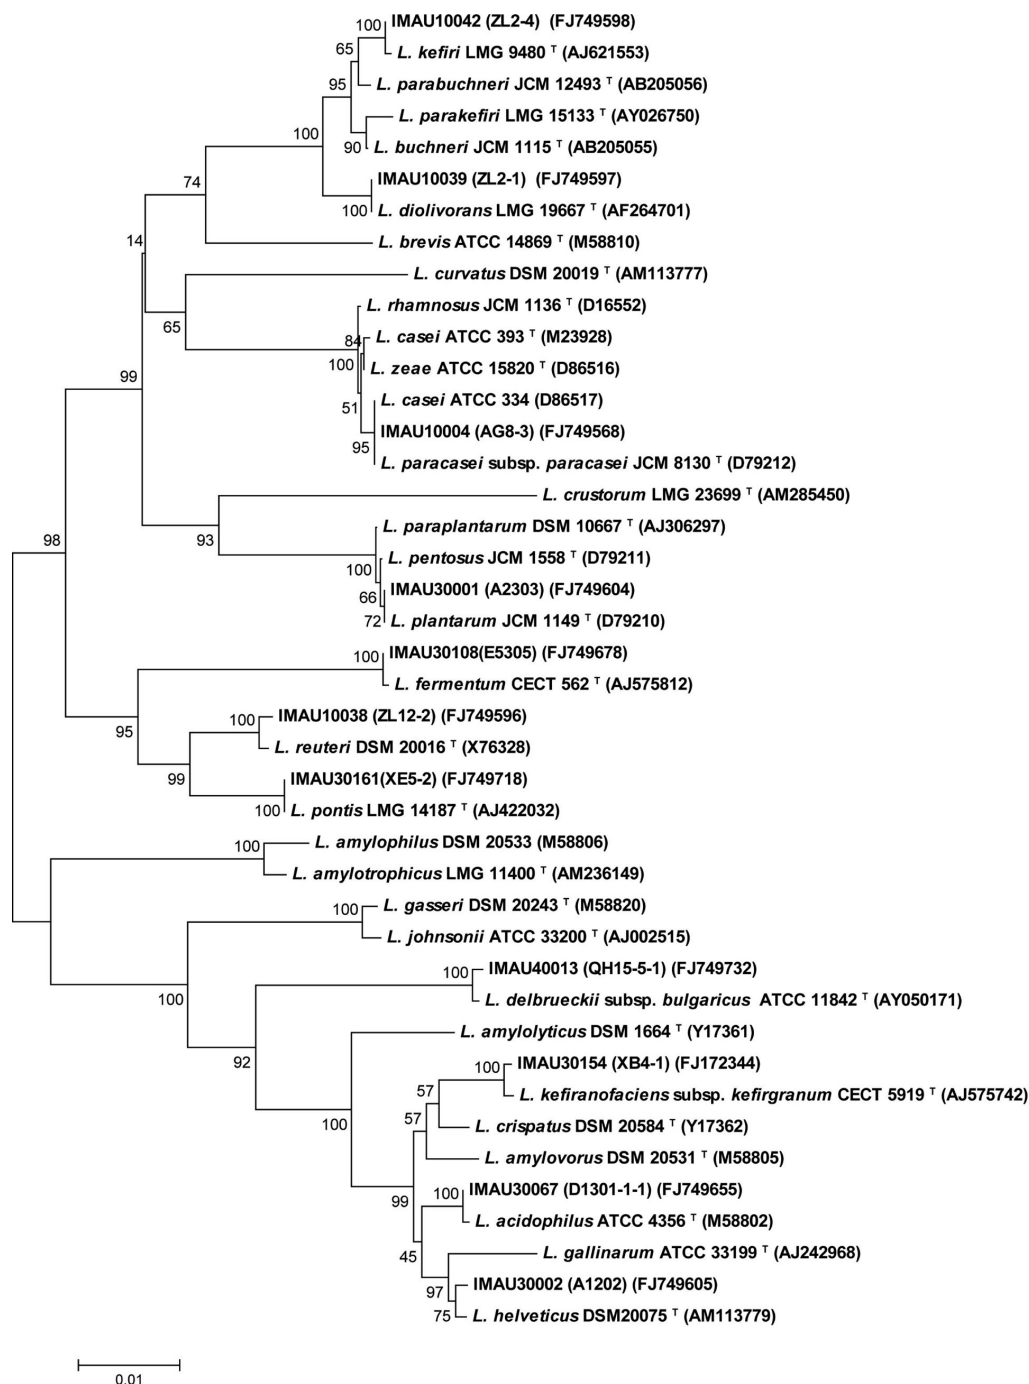 100 IMAU10042 (ZL2-4) (FJ749598)
65
L. kefiri LMG 9480 T (AJ621553)
95
L. parabuchneri JCM 12493 T (AB205056)
L. parakefiri LMG 15133 T (AY026750)
100
90 L. buchneri JCM 1115 T (AB205055)
IMAU10039 (ZL2-1) (FJ749597)
74
100 L. diolivorans LMG 19667 T (AF264701)
14
L. brevis ATCC 14869 T (M58810)
L. curvatus DSM 20019 T (AM113777)
L. rhamnosus JCM 1136 T (D16552)
65
84 L. casei ATCC 393 T (M23928)
100
L. zeae ATCC 15820 T (D86516)
99
L. casei ATCC 334 (D86517)
51
IMAU10004 (AG8-3) (FJ749568)
95
L. paracasei subsp. paracasei JCM 8130 T (D79212)
L. crustorum LMG 23699 T (AM285450)
L. paraplantarum DSM 10667 T (AJ306297)
98
93
L. pentosus JCM 1558 T (D79211)
100
IMAU30001 (A2303) (FJ749604)
66
72 L. plantarum JCM 1149 T (D79210)
100 IMAU30108(E5305) (FJ749678)
L. fermentum CECT 562 T (AJ575812)
100 IMAU10038 (ZL12-2) (FJ749596)
95
L. reuteri DSM 20016 T (X76328)
99
IMAU30161(XE5-2) (FJ749718)
100 L. pontis LMG 14187 T (AJ422032)
100 L. amylophilus DSM 20533 (M58806)
L. amylotrophicus LMG 11400 T (AM236149)
100 L. gasseri DSM 20243 T (M58820)
L. johnsonii ATCC 33200 T (AJ002515)
100 IMAU40013 (QH15-5-1) (FJ749732)
100
L. delbrueckii subsp. bulgaricus ATCC 11842 T (AY050171)
L. amylolyticus DSM 1664 T (Y17361)
92
100 IMAU30154 (XB4-1) (FJ172344)
57
L. kefiranofaciens subsp. kefirgranum CECT 5919 T (AJ575742)
57
100
L. crispatus DSM 20584 T (Y17362)
L. amylovorus DSM 20531 T (M58805)
100 IMAU30067 (D1301-1-1) (FJ749655)
99
L. acidophilus ATCC 4356 T (M58802)
45
L. gallinarum ATCC 33199 T (AJ242968)
97
IMAU30002 (A1202) (FJ749605)
75 L. helveticus DSM20075 T (AM113779)
0.01